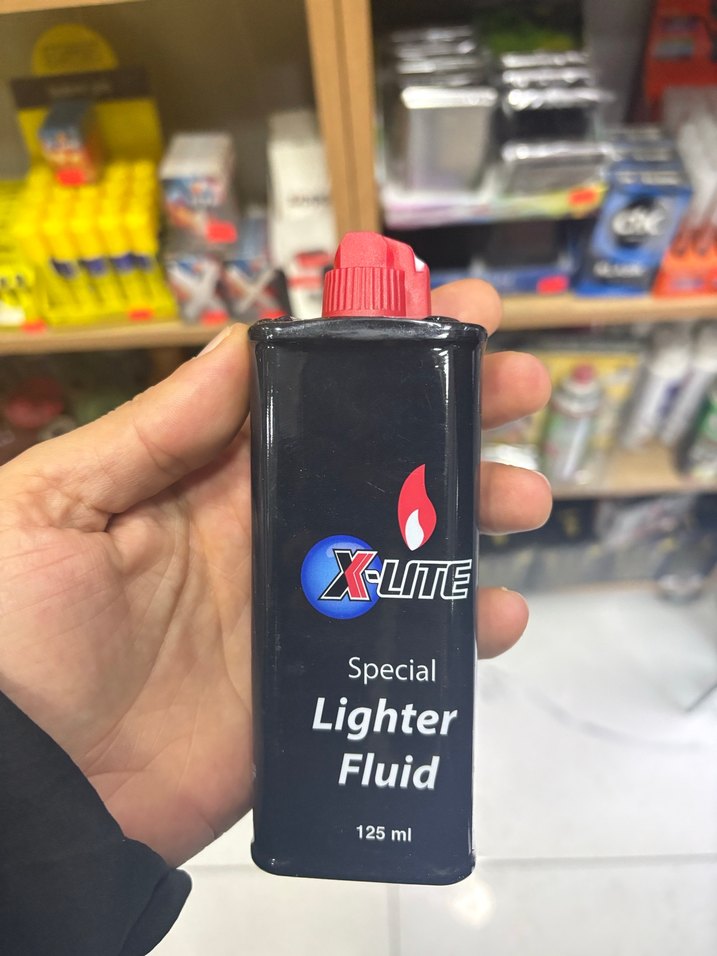 X-LITE
Special
Lighter
Fluid
125 ml